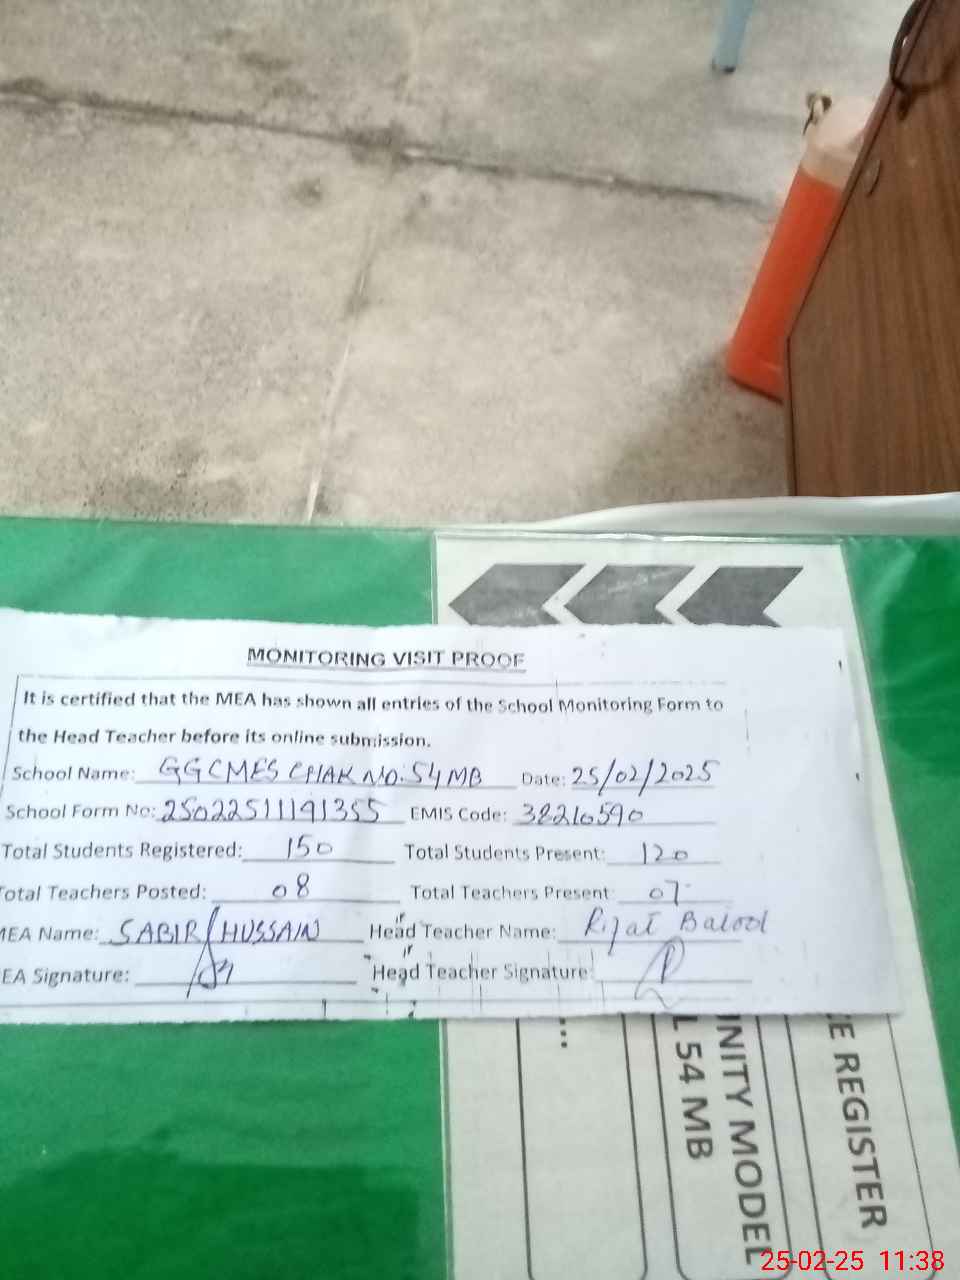 MONITORING VISIT PROOF
It is certified that the MEA has shown all entries of the School Monitoring Form to
the Head Teacher before its online submission.
School Name: GGCMES CHAK NO. 54 MB Date: 25/02/2025
School Form No: 25022511191355 EMIS Code: 38210590
Total Students Registered: 150 Total Students Present: 120
Total Teachers Posted: 08 Total Teachers Present: 07
MEA Name: SABIR HUSSAIN Head Teacher Name: Rifat
EA Signature: Head Teacher Signature:
CE REGISTER
NITY MODEL
L 54 MB
...
25-02-25 11:38